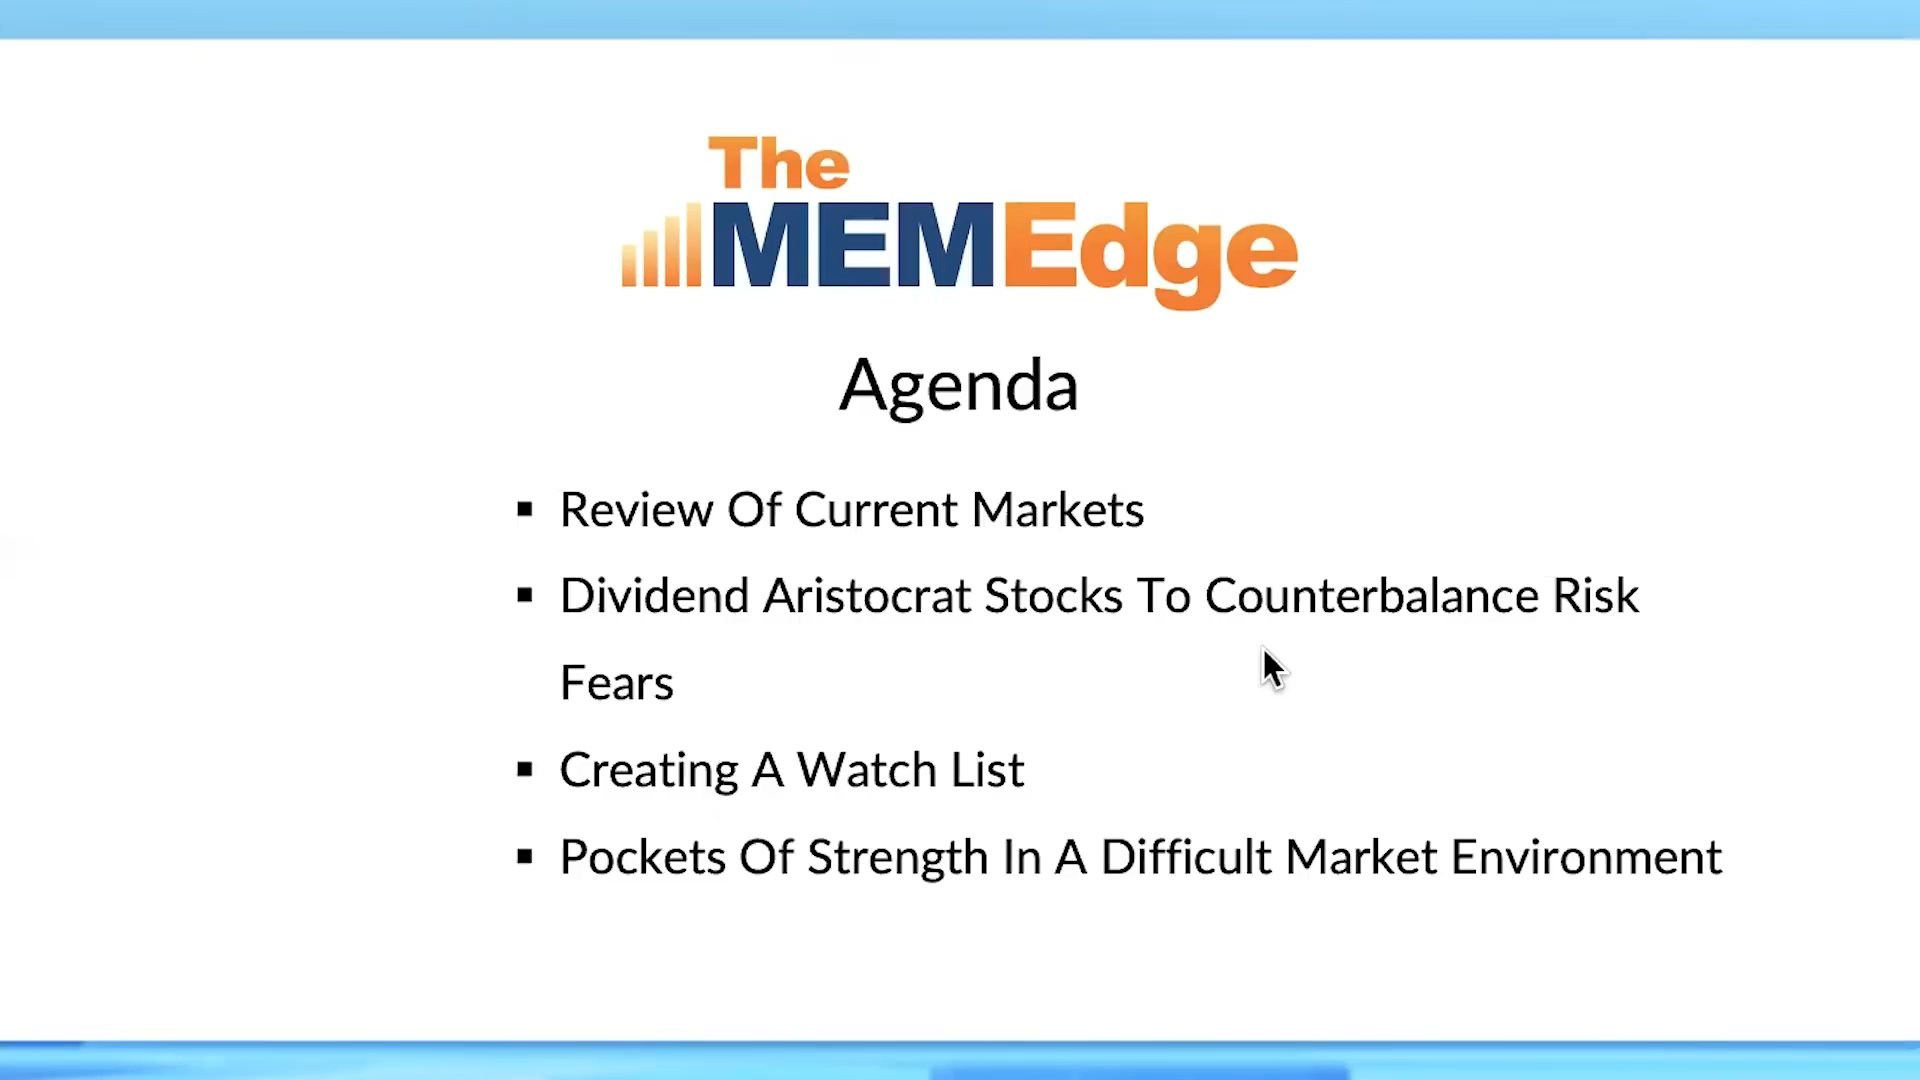 The
MEMEdge
Agenda
▪ Review Of Current Markets
▪ Dividend Aristocrat Stocks To Counterbalance Risk
Fears
▪ Creating A Watch List
▪ Pockets Of Strength In A Difficult Market Environment